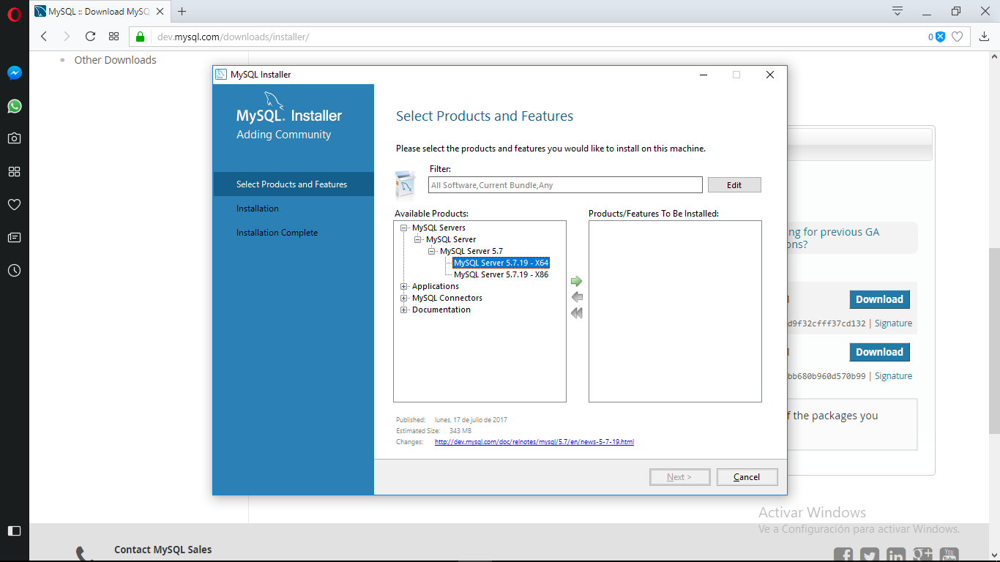 MySQL :: Download MySQ
dev.mysql.com/downloads/installer/
0
Other Downloads
MySQL Installer
MySQL. Installer
Adding Community
Select Products and Features
Installation
Installation Complete
Select Products and Features
Please select the products and features you would like to install on this machine.
Filter:
All Software,Current Bundle,Any
Edit
Available Products:
MySQL Servers
MySQL Server
MySQL Server 5.7
MySQL Server 5.7.19 - X64
MySQL Server 5.7.19 - X86
Applications
MySQL Connectors
Documentation
Products/Features To Be Installed:
Published: lunes, 17 de julio de 2017
Estimated Size: 343 MB
Changes: http://dev.mysql.com/doc/relnotes/mysql/5.7/en/news-5-7-19.html
Next >
Cancel
ng for previous GA
ons?
Download
d9f32cfff37cd132 | Signature
Download
bb680b960d570b99 | Signature
f the packages you
Activar Windows
Ve a Configuración para activar Windows.
Contact MySQL Sales
You